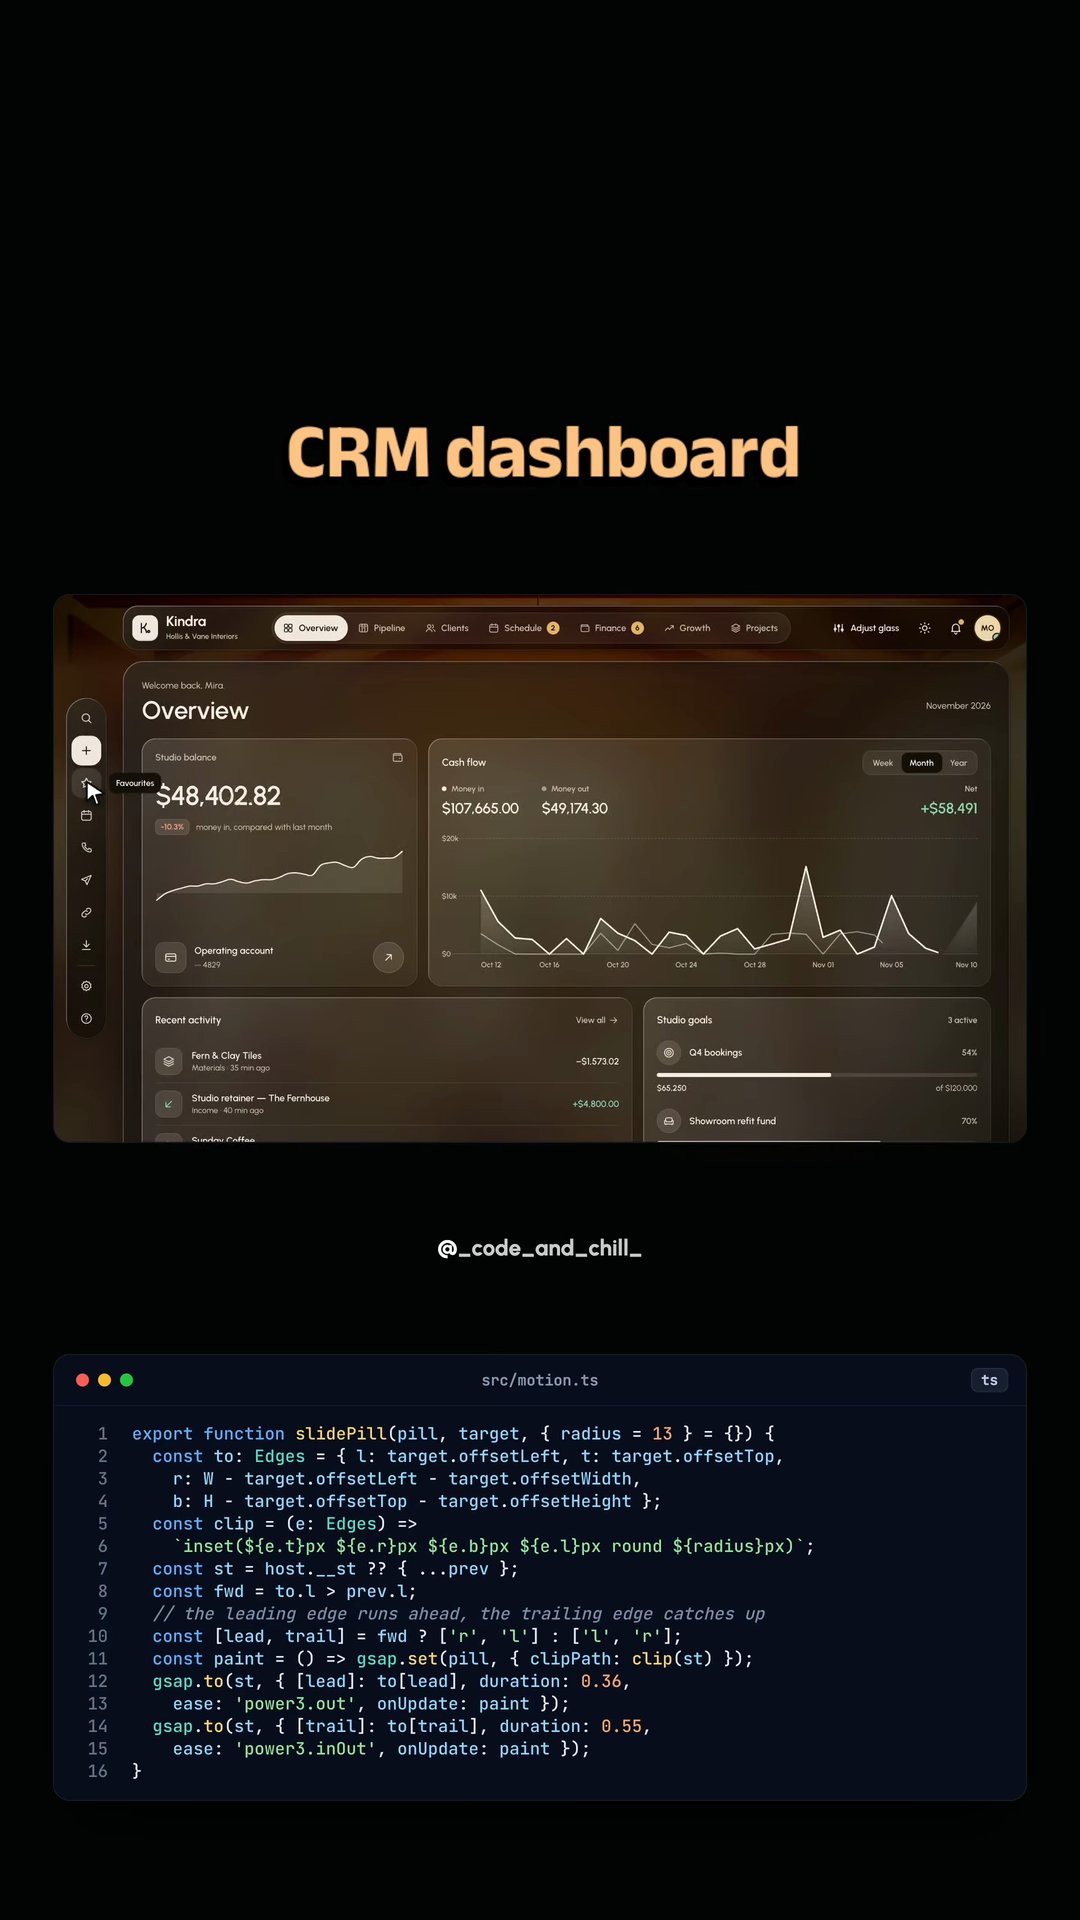 CRM dashboard
Kindra
Hollis & Vane Interiors
Overview
Pipeline
Clients
Schedule 2
Finance 6
Growth
Projects
Adjust glass
MO
Welcome back, Mira.
Overview
November 2026
Favourites
Studio balance
$48,402.82
-10.3% money in, compared with last month
Operating account
— 4829
Cash flow
Week Month Year
Money in
$107,665.00
Money out
$49,174.30
Net
+$58,491
$20k
$10k
$0
Oct 12 Oct 16 Oct 20 Oct 24 Oct 28 Nov 01 Nov 05 Nov 10
Recent activity
View all →
Fern & Clay Tiles
Materials · 35 min ago
−$1,573.02
Studio retainer — The Fernhouse
Income · 40 min ago
+$4,800.00
Sunday Coffee
Studio goals
3 active
Q4 bookings
54%
$65,250
of $120,000
Showroom refit fund
70%
@_code_and_chill_
src/motion.ts
ts
1 export function slidePill(pill, target, { radius = 13 } = {}) {
2 const to: Edges = { l: target.offsetLeft, t: target.offsetTop,
3 r: W - target.offsetLeft - target.offsetWidth,
4 b: H - target.offsetTop - target.offsetHeight };
5 const clip = (e: Edges) =>
6 `inset(${e.t}px ${e.r}px ${e.b}px ${e.l}px round ${radius}px)`;
7 const st = host.__st ?? { ...prev };
8 const fwd = to.l > prev.l;
9 // the leading edge runs ahead, the trailing edge catches up
10 const [lead, trail] = fwd ? ['r', 'l'] : ['l', 'r'];
11 const paint = () => gsap.set(pill, { clipPath: clip(st) });
12 gsap.to(st, { [lead]: to[lead], duration: 0.36,
13 ease: 'power3.out', onUpdate: paint });
14 gsap.to(st, { [trail]: to[trail], duration: 0.55,
15 ease: 'power3.inOut', onUpdate: paint });
16 }